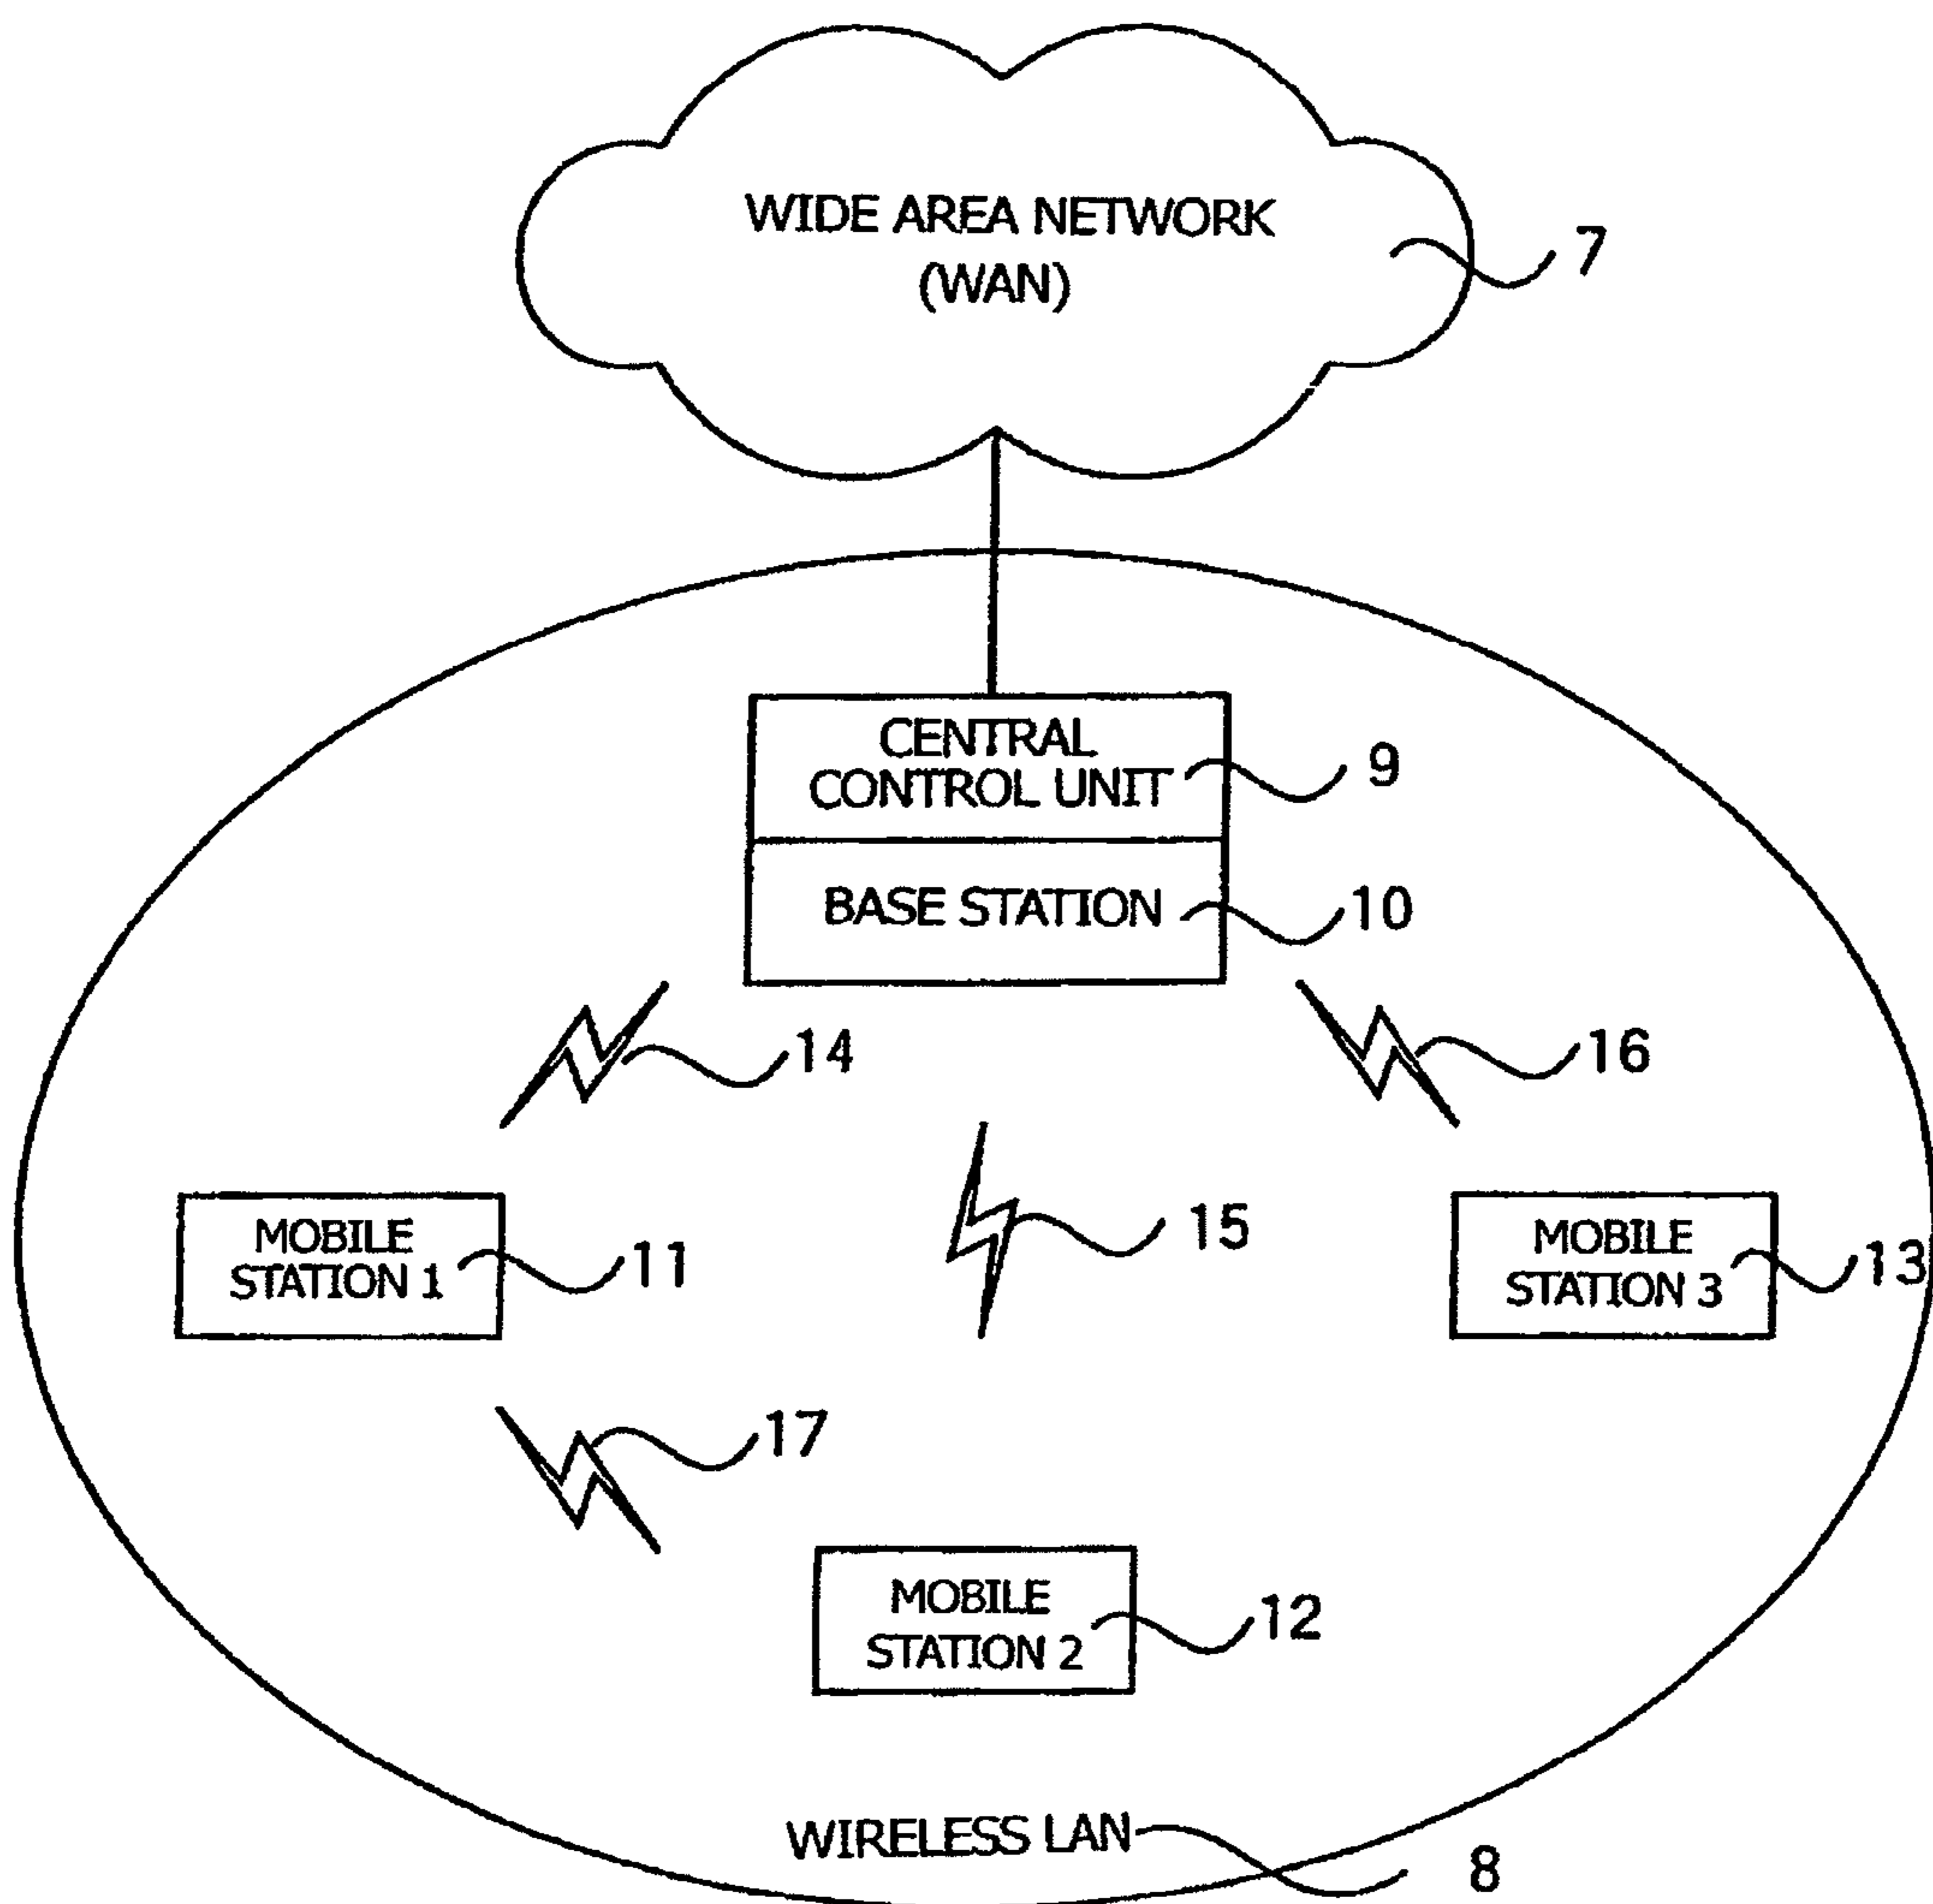 WIDE AREA NETWORK
(WAN)
7
CENTRAL
CONTROL UNIT
9
BASE STATION
10
14
16
15
MOBILE
STATION 1
11
MOBILE
STATION 3
13
17
MOBILE
STATION 2
12
WIRELESS LAN
8